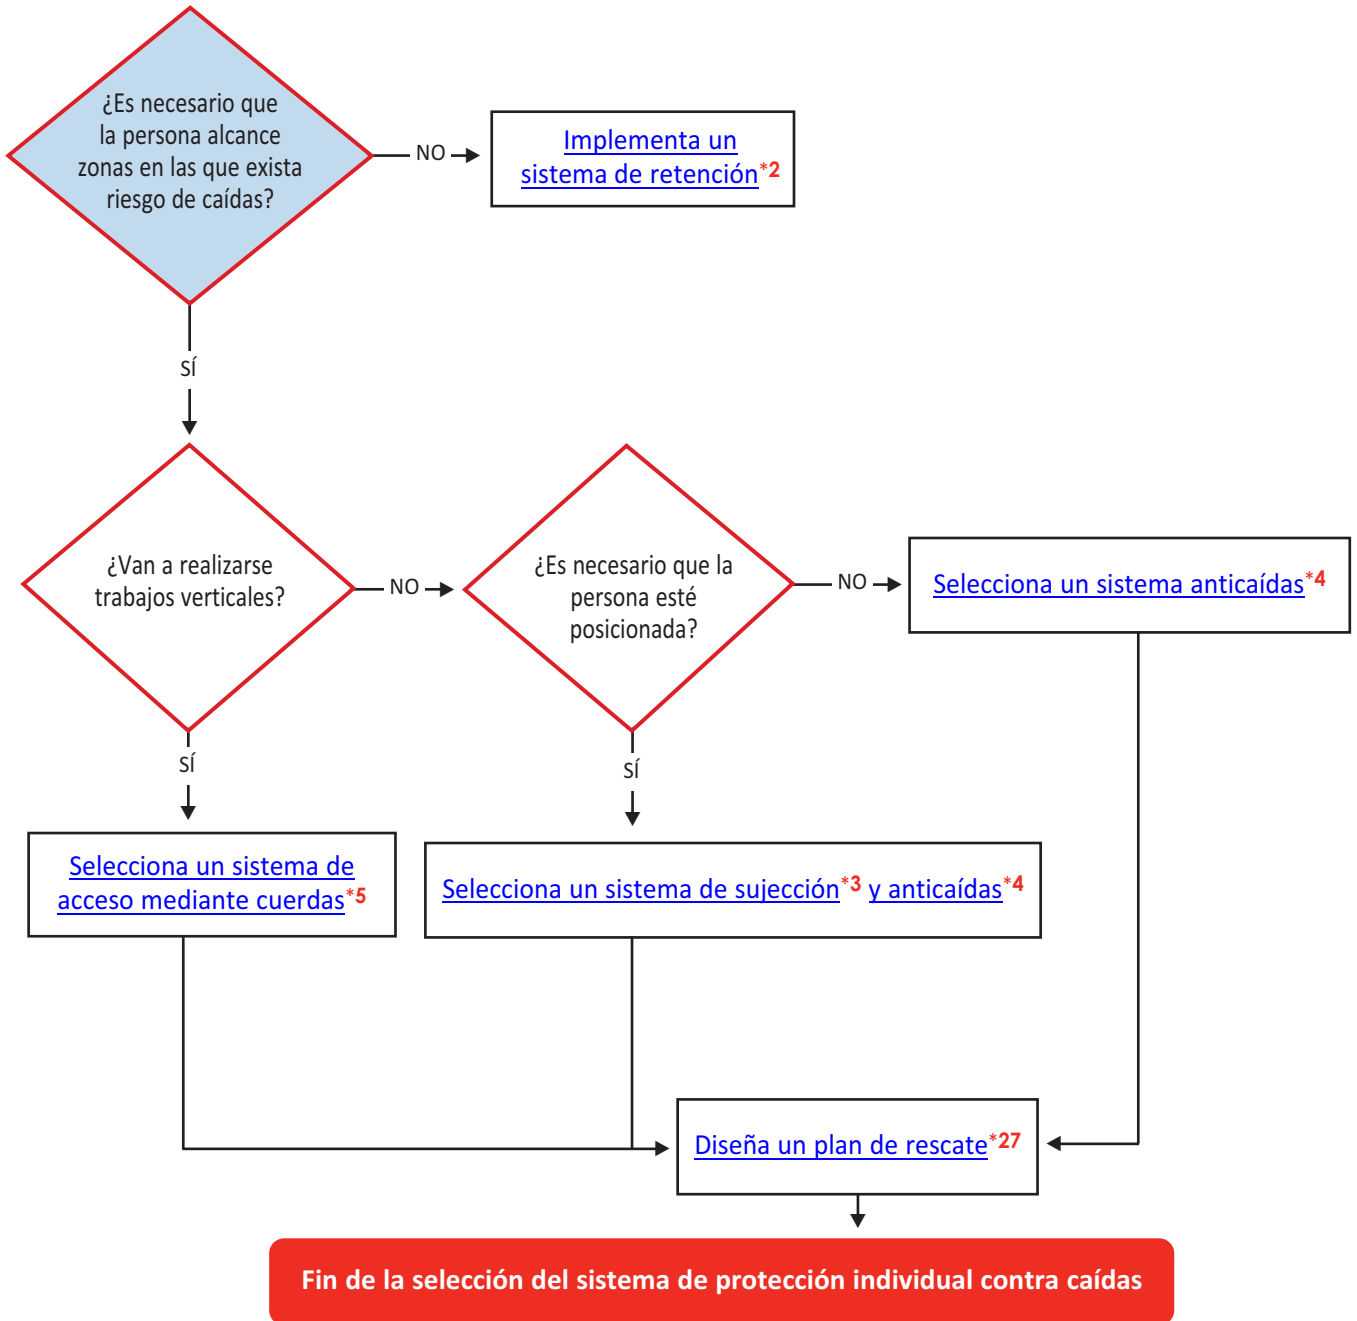 ¿Es necesario que
la persona alcance
zonas en las que exista
riesgo de caídas?
NO
Implementa un
sistema de retención*2
SÍ
¿Van a realizarse
trabajos verticales?
NO
¿Es necesario que la
persona esté
posicionada?
NO
Selecciona un sistema anticaídas*4
SÍ
SÍ
Selecciona un sistema de
acceso mediante cuerdas*5
Selecciona un sistema de sujección*3 y anticaídas*4
Diseña un plan de rescate*27
Fin de la selección del sistema de protección individual contra caídas